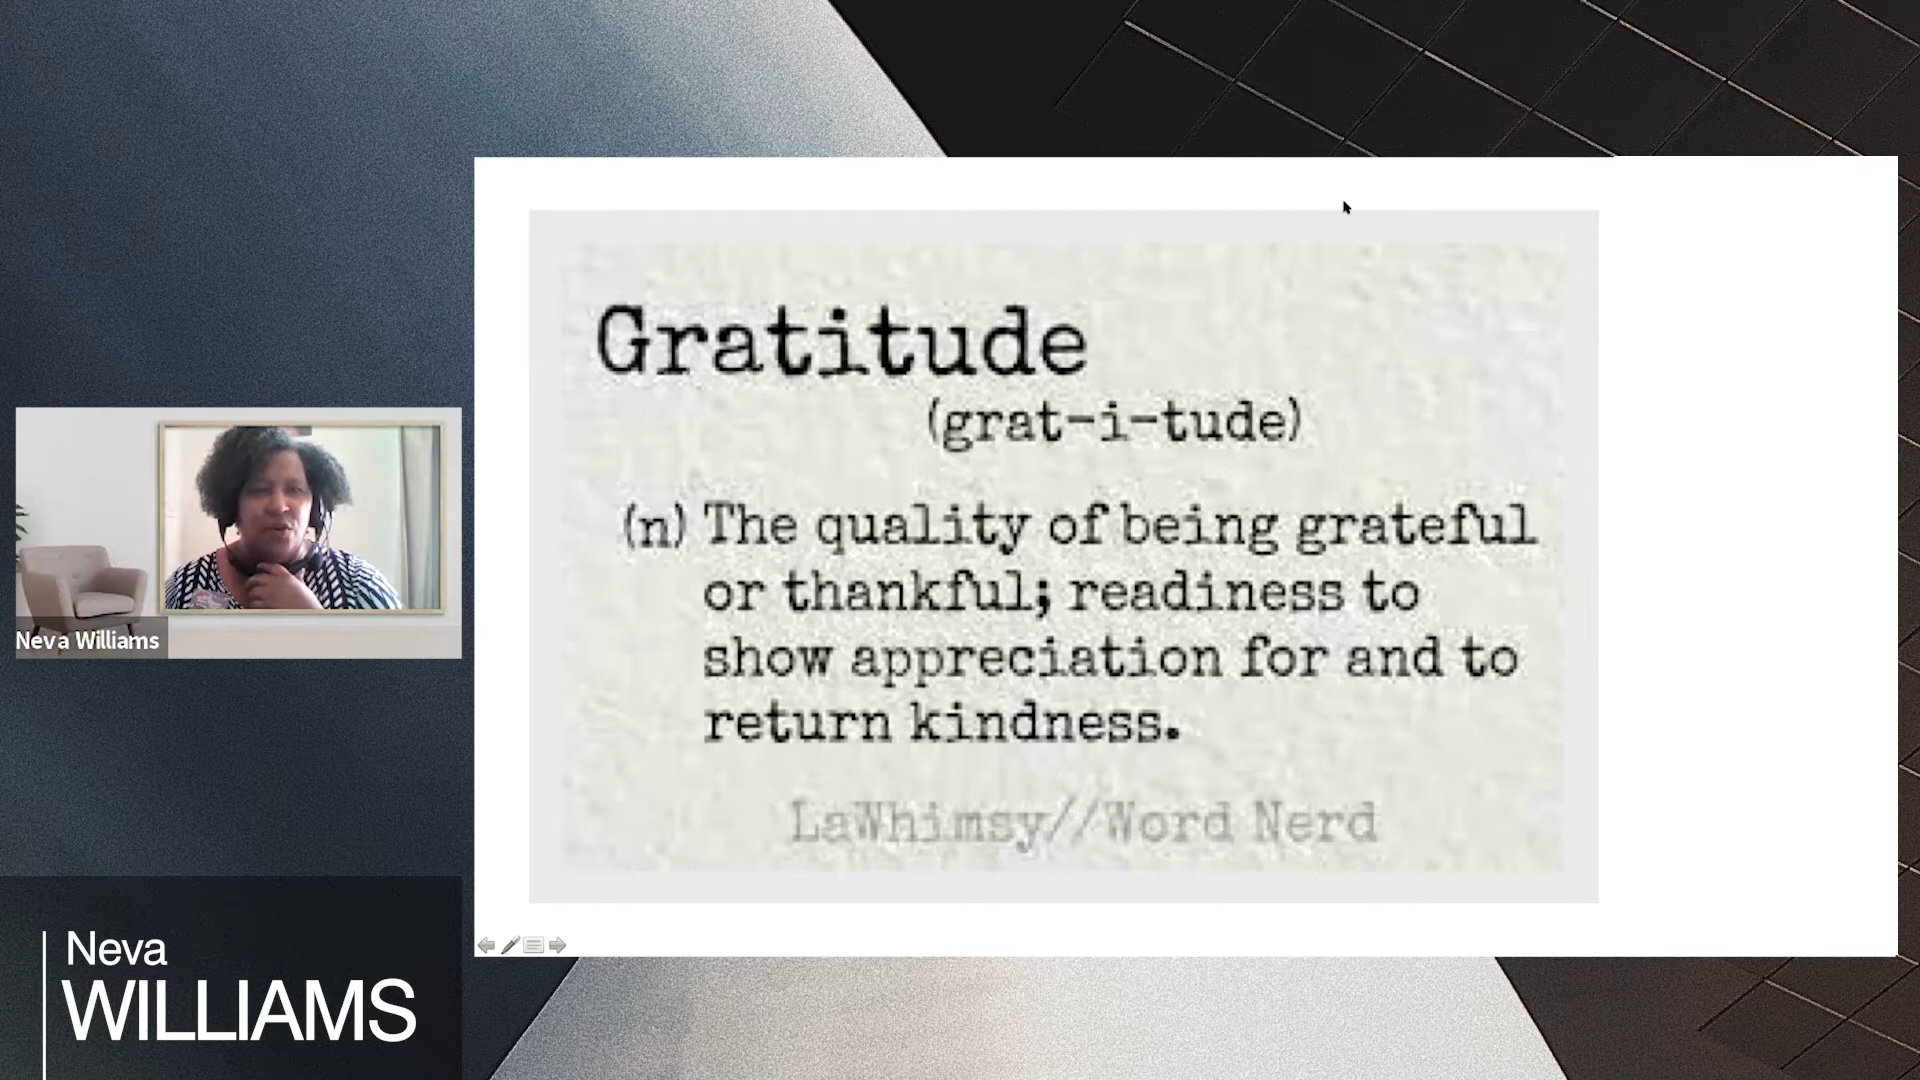 Gratitude
(grat-i-tude)
(n) The quality of being grateful
or thankful; readiness to
show appreciation for and to
return kindness.
LaWhimsy//Word Nerd
Neva Williams
Neva
WILLIAMS